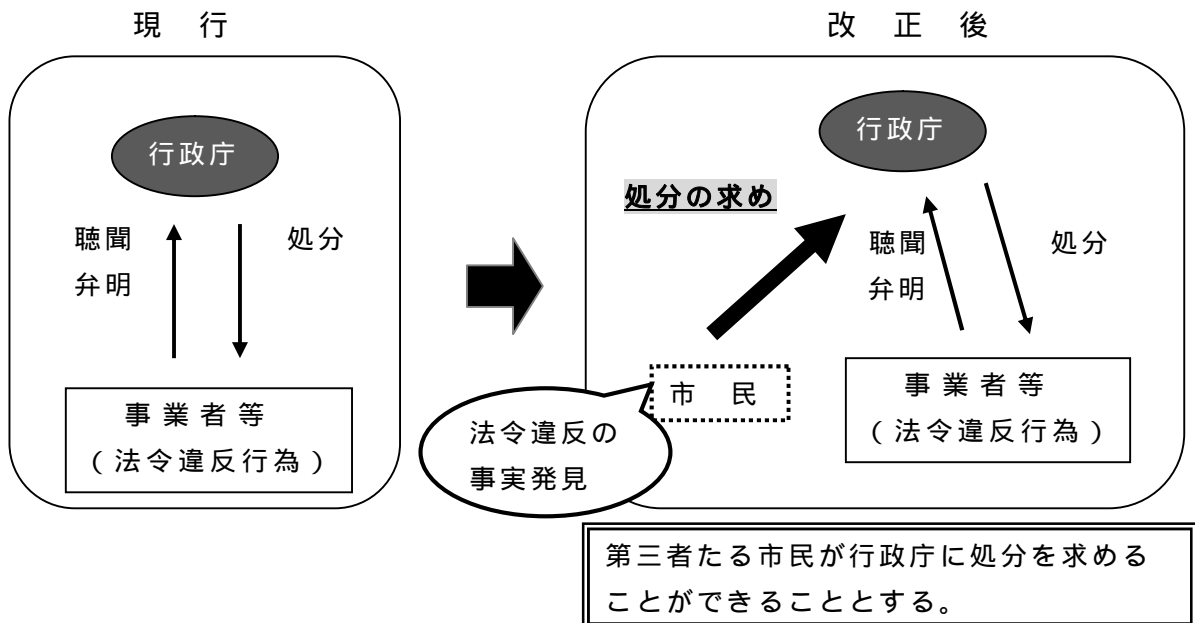 現 行
行政庁
聴聞
弁明
処分
事業者等
(法令違反行為)
改 正 後
行政庁
処分の求め
聴聞
弁明
処分
市 民
法令違反の
事実発見
事業者等
(法令違反行為)
第三者たる市民が行政庁に処分を求める
ことができることとする。